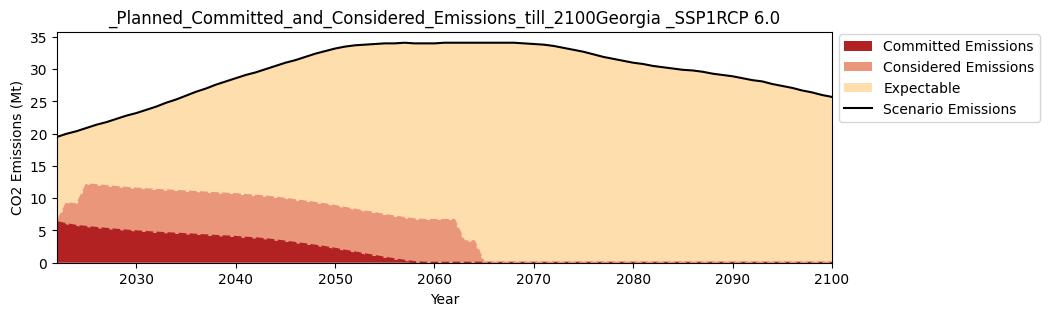 _Planned_Committed_and_Considered_Emissions_till_2100Georgia _SSP1RCP 6.0
CO2 Emissions (Mt)
35
30
25
20
15
10
5
0
2030
2040
2050
2060
2070
2080
2090
2100
Year
Committed Emissions
Considered Emissions
Expectable
Scenario Emissions